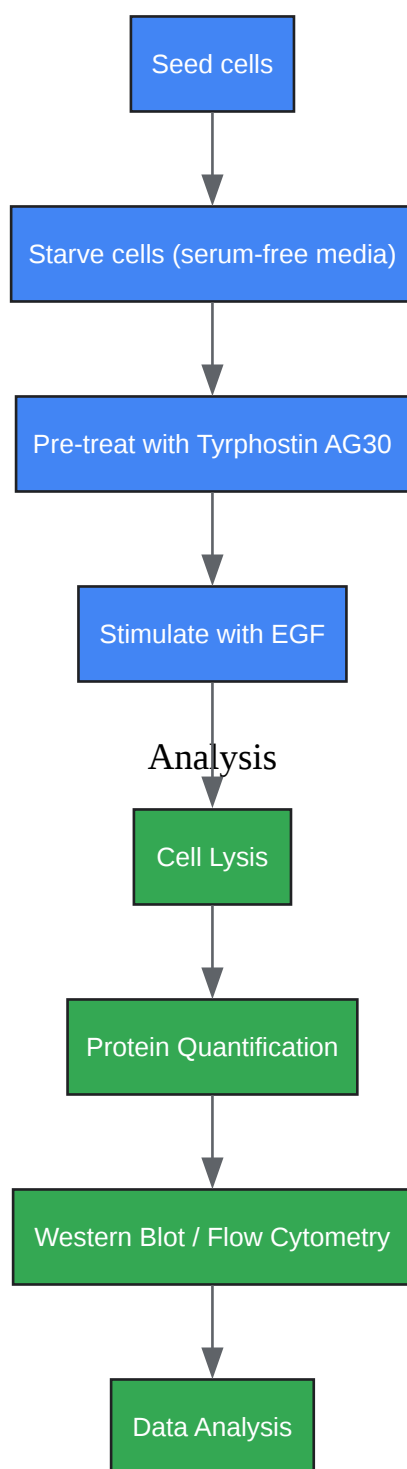 Seed cells
Starve cells (serum-free media)
Pre-treat with Tyrphostin AG30
Stimulate with EGF
Analysis
Cell Lysis
Protein Quantification
Western Blot / Flow Cytometry
Data Analysis